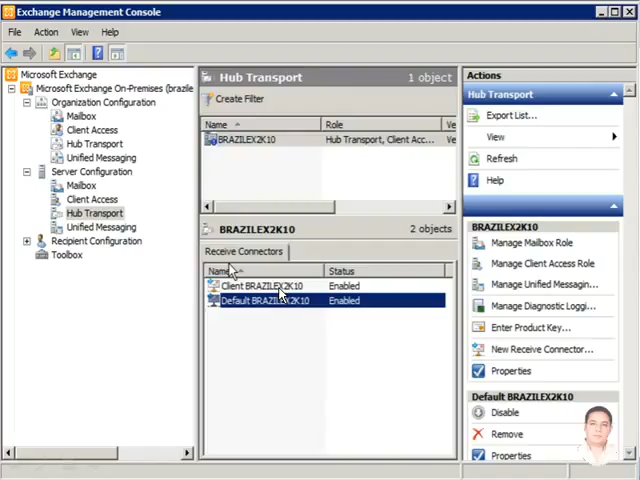 Exchange Management Console
File Action View Help
Microsoft Exchange
Microsoft Exchange On-Premises (brazile
Organization Configuration
Mailbox
Client Access
Hub Transport
Unified Messaging
Server Configuration
Mailbox
Client Access
Hub Transport
Unified Messaging
Recipient Configuration
Toolbox
Hub Transport 1 object
Create Filter
Name Role Ve
BRAZILEX2K10 Hub Transport, Client Acc... Ve
BRAZILEX2K10 2 objects
Receive Connectors
Name Status
Client BRAZILEX2K10 Enabled
Default BRAZILEX2K10 Enabled
Actions
Hub Transport
Export List...
View
Refresh
Help
BRAZILEX2K10
Manage Mailbox Role
Manage Client Access Role
Manage Unified Messagin...
Manage Diagnostic Loggi...
Enter Product Key...
New Receive Connector...
Properties
Default BRAZILEX2K10
Disable
Remove
Properties